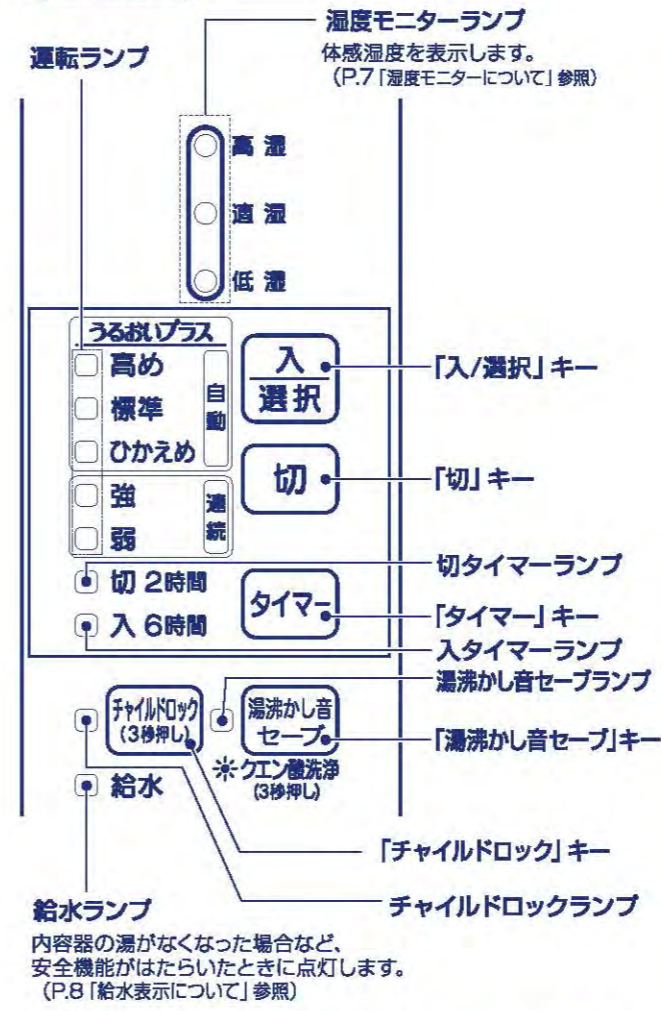 湿度モニターランプ
体感湿度を表示します。
(P.7「湿度モニターについて」参照)
運転ランプ
高湿
適湿
低湿
うるおいプラス
高め
標準
ひかえめ
自動
強
弱
連続
入
選択
「入/選択」キー
切
「切」キー
切タイマーランプ
切 2時間
タイマー
「タイマー」キー
入 6時間
入タイマーランプ
湯沸かし音セーブランプ
チャイルドロック
(3秒押し)
湯沸かし音
セーブ
「湯沸かし音セーブ」キー
クエン酸洗浄
(3秒押し)
給水
「チャイルドロック」キー
チャイルドロックランプ
給水ランプ
内容器の湯がなくなった場合など、
安全機能がはたらいたときに点灯します。
(P.8「給水表示について」参照)